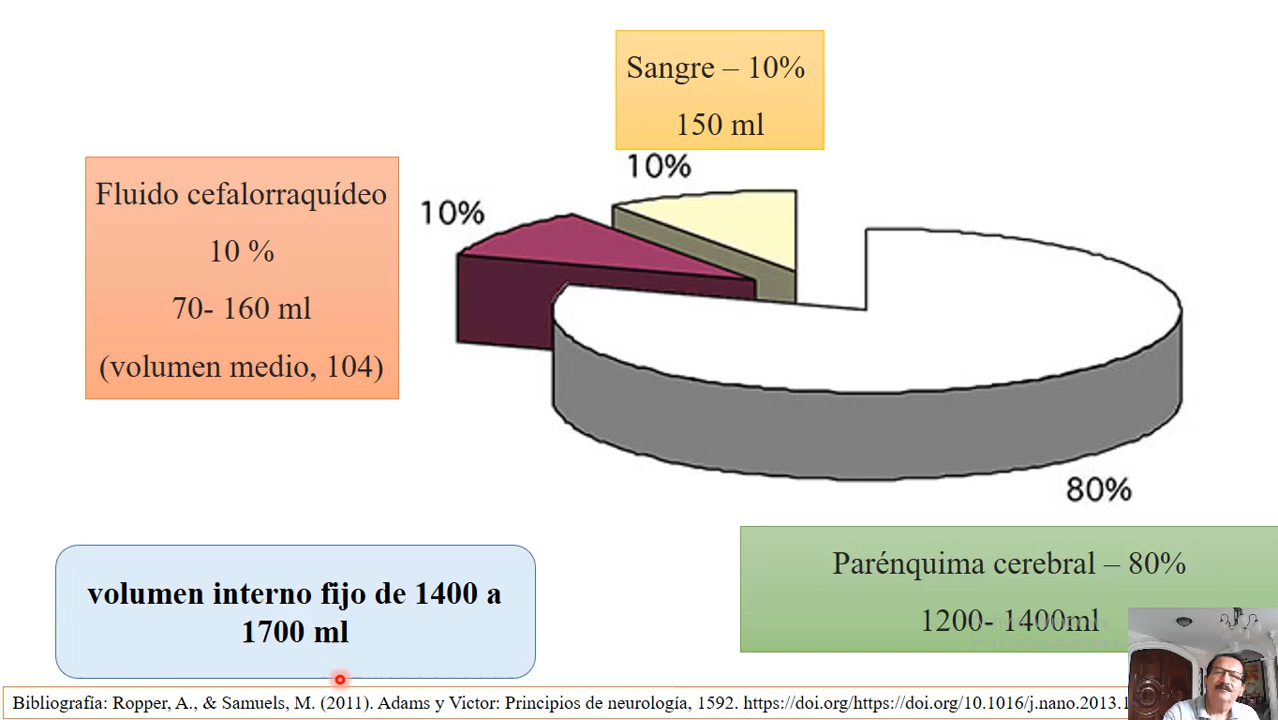 Sangre – 10%
150 ml
10%
Fluido cefalorraquídeo
10 %
70- 160 ml
(volumen medio, 104)
10%
80%
Parénquima cerebral – 80%
1200- 1400ml
volumen interno fijo de 1400 a
1700 ml
Bibliografía: Ropper, A., & Samuels, M. (2011). Adams y Victor: Principios de neurología, 1592. https://doi.org/https://doi.org/10.1016/j.nano.2013.1